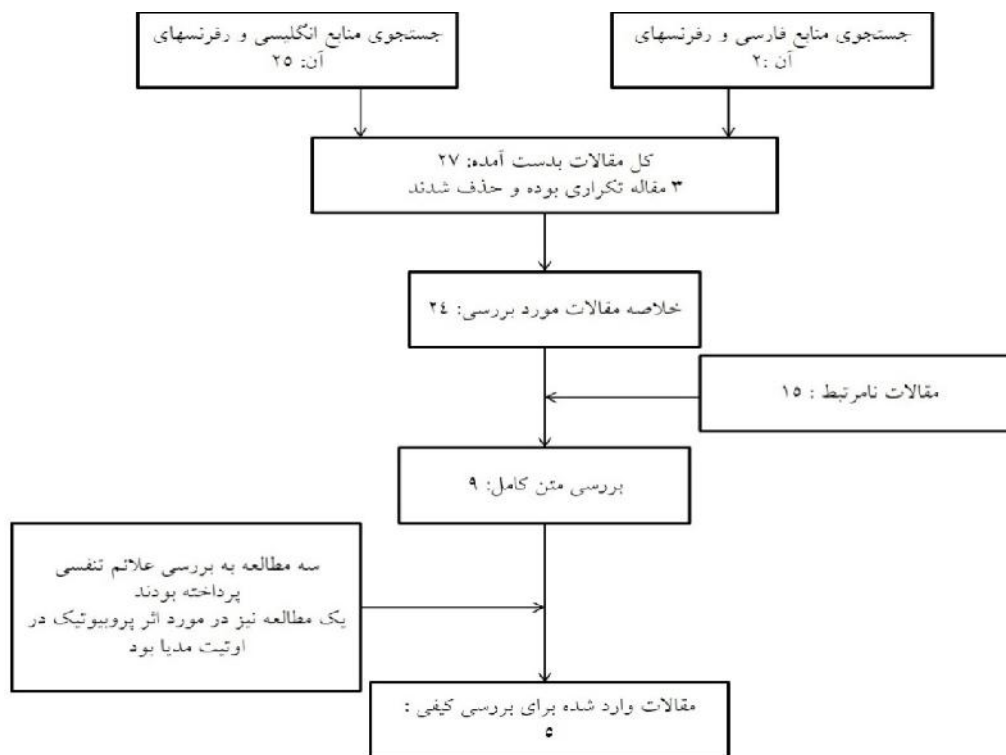 جستجوی منابع فارسی و رفرنسهای
آن :۲
جستجوی منابع انگلیسی و رفرنسهای
آن: ۲۵
کل مقالات بدست آمده: ۲۷
۳ مقاله تکراری بوده و حذف شدند
خلاصه مقالات مورد بررسی: ۲۴
مقالات نامرتبط : ۱۵
بررسی متن کامل: ۹
سه مطالعه به بررسی علائم تنفسی
پرداخته بودند
یک مطالعه نیز در مورد اثر پروبیوتیک در
اوتیت مدیا بود
مقالات وارد شده برای بررسی کیفی :
۵